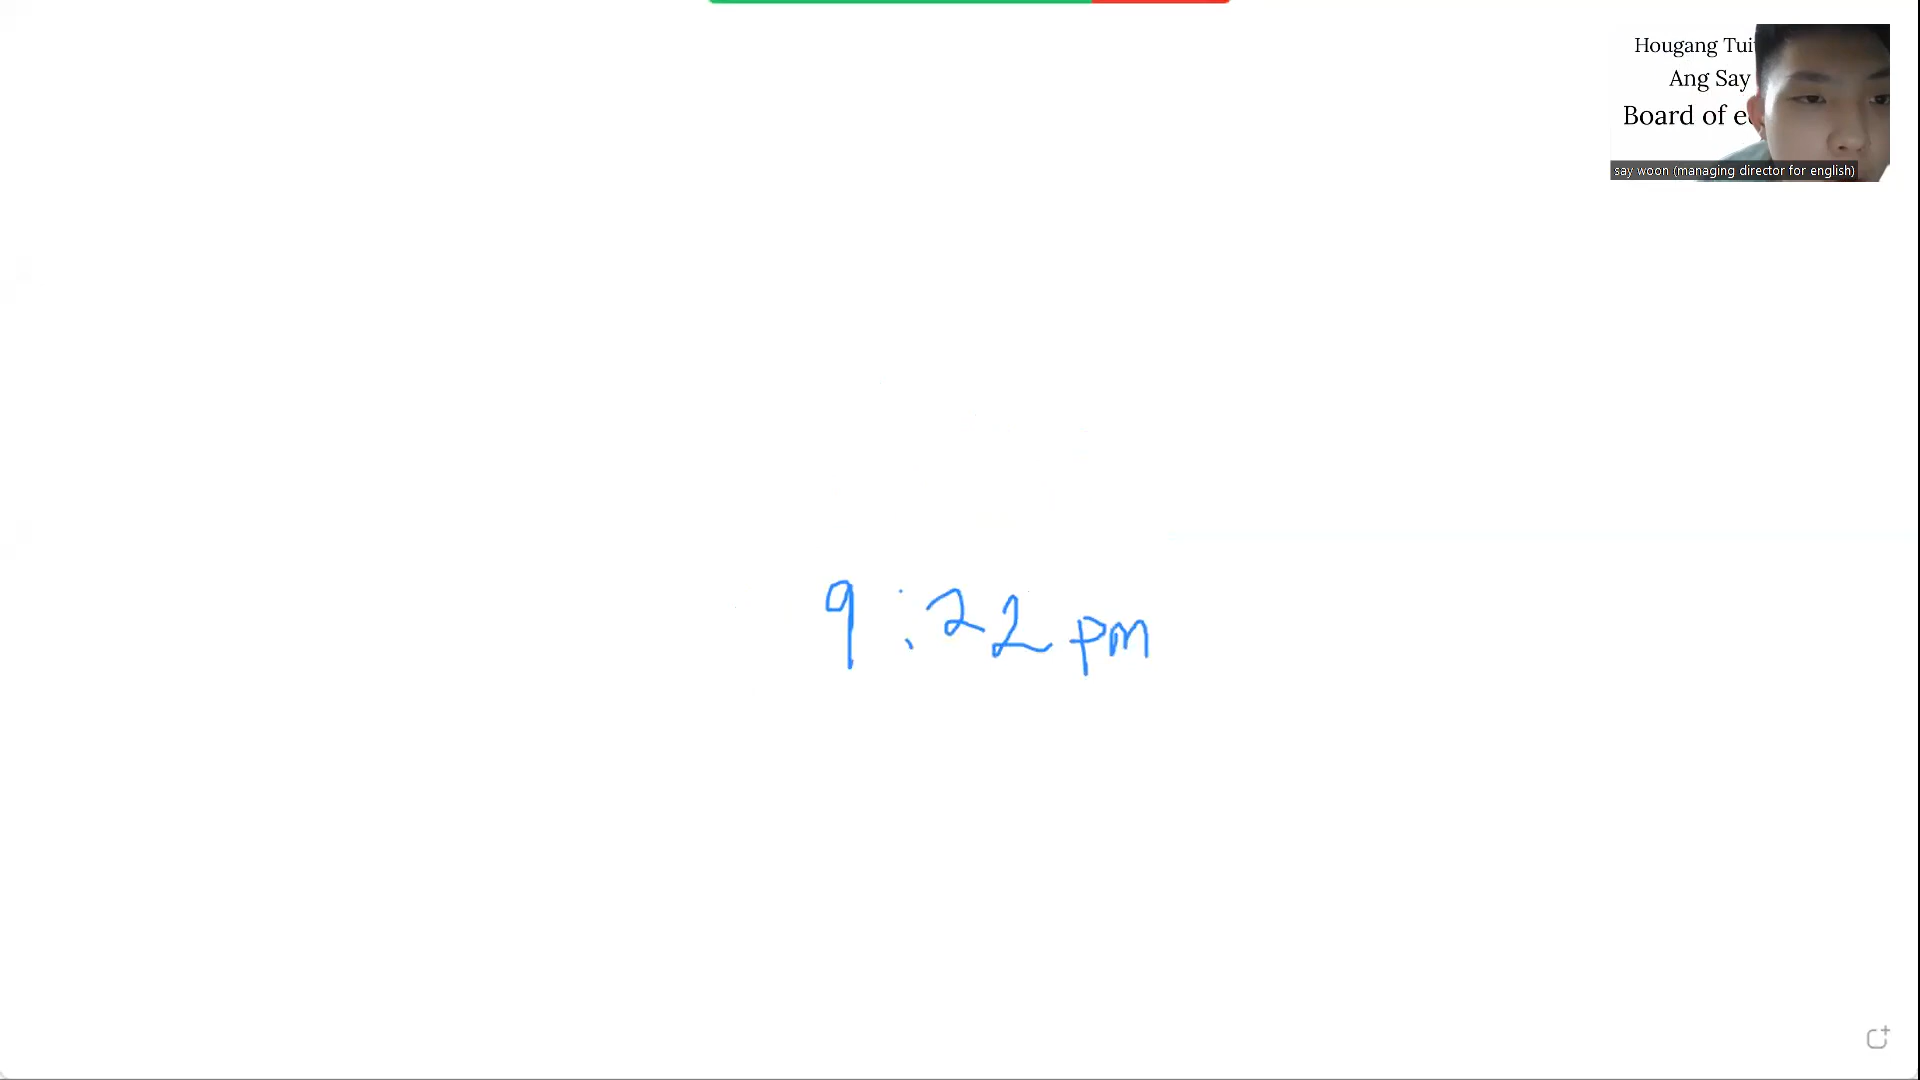 Hougang Tui
Ang Say
Board of e
say woon (managing director for english)
9:22 pm